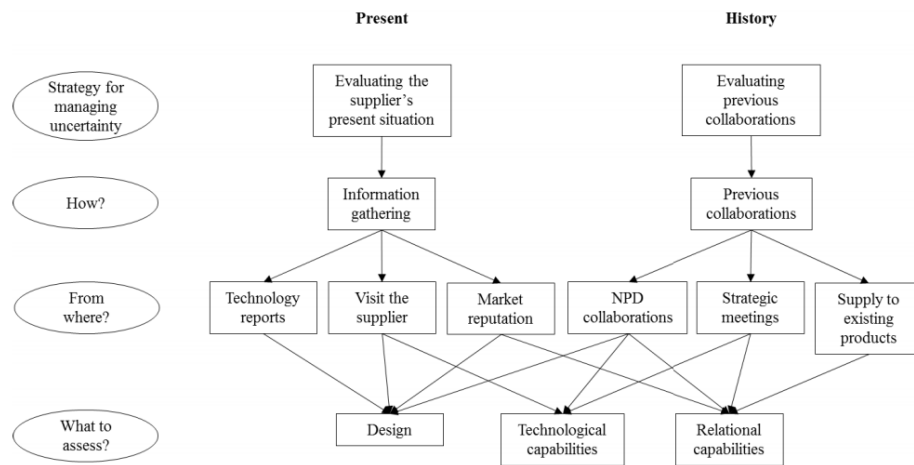 Present
History
Strategy for
managing
uncertainty
Evaluating the
supplier's
present situation
Evaluating
previous
collaborations
How?
Information
gathering
Previous
collaborations
From
where?
Technology
reports
Visit the
supplier
Market
reputation
NPD
collaborations
Strategic
meetings
Supply to
existing
products
What to
assess?
Design
Technological
capabilities
Relational
capabilities